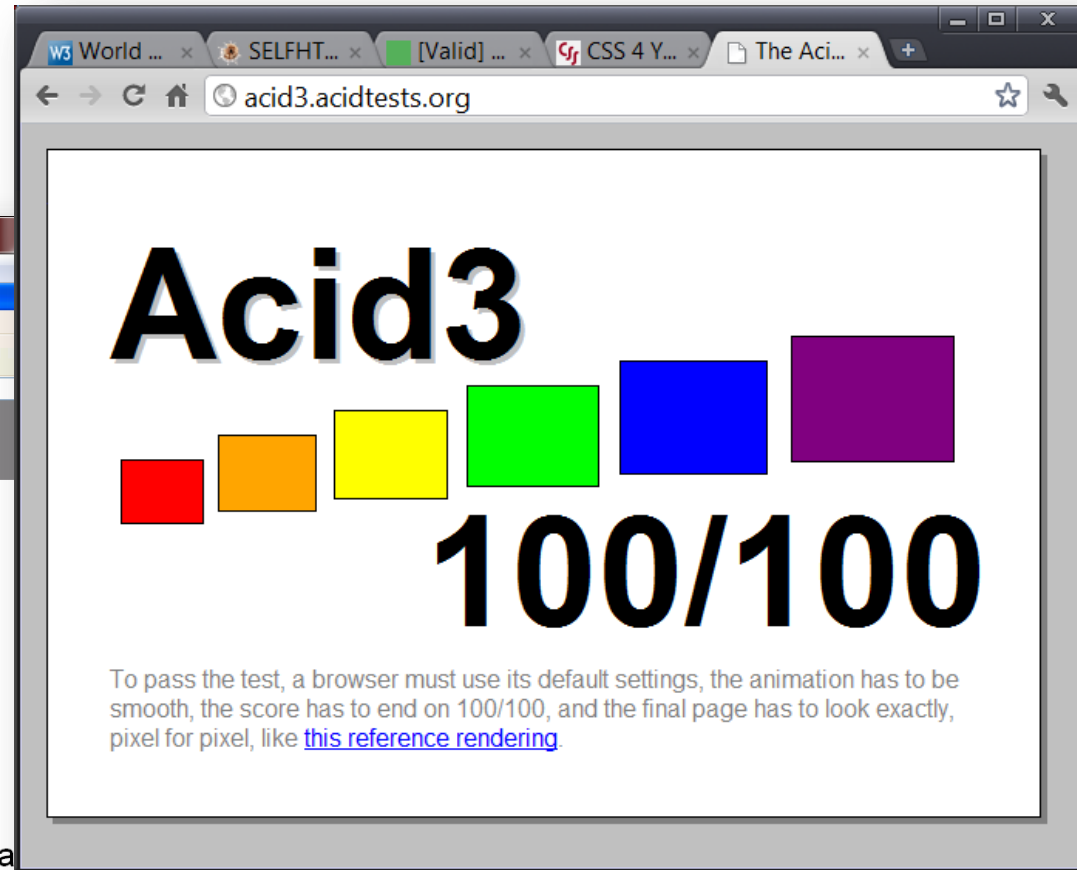 World ... SELFHT... [Valid] ... CSS 4 Y... The Aci...
acid3.acidtests.org
Acid3
100/100
To pass the test, a browser must use its default settings, the animation has to be
smooth, the score has to end on 100/100, and the final page has to look exactly,
pixel for pixel, like this reference rendering.
a